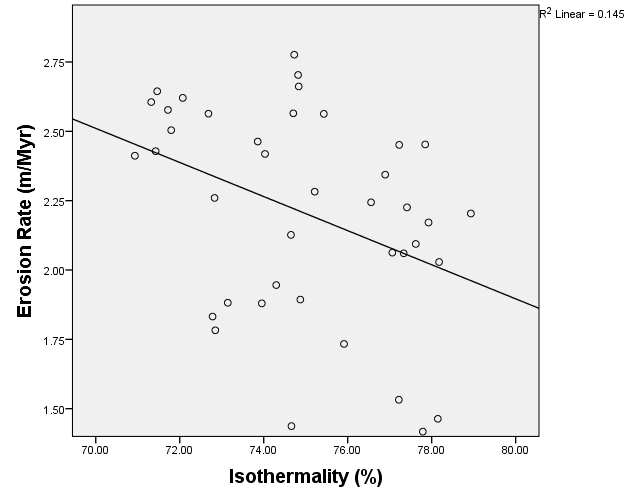 R² Linear = 0.145
2.75
2.50
2.25
2.00
1.75
1.50
Erosion Rate (m/Myr)
70.00 72.00 74.00 76.00 78.00 80.00
Isothermality (%)